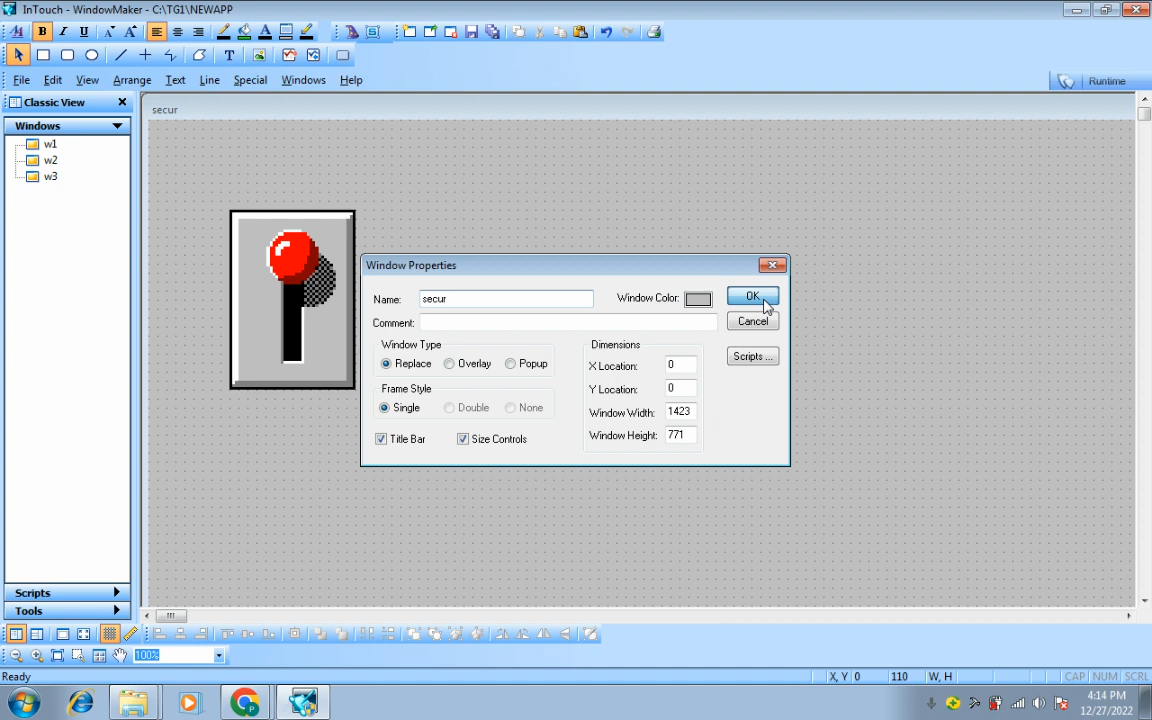 InTouch - WindowMaker - C:\TG1\NEWAPP
B I U A A A
T
File Edit View Arrange Text Line Special Windows Help
Runtime
Classic View
secur
Windows
w1
w2
w3
Window Properties
Name: secur Window Color: OK
Comment: Cancel
Window Type Dimensions
Replace Overlay Popup X Location: 0 Scripts ...
Frame Style Y Location: 0
Single Double None Window Width: 1423
Title Bar Size Controls Window Height: 771
Scripts
Tools
100%
Ready X, Y 0 110 W, H CAP NUM SCRL
4:14 PM
12/27/2022